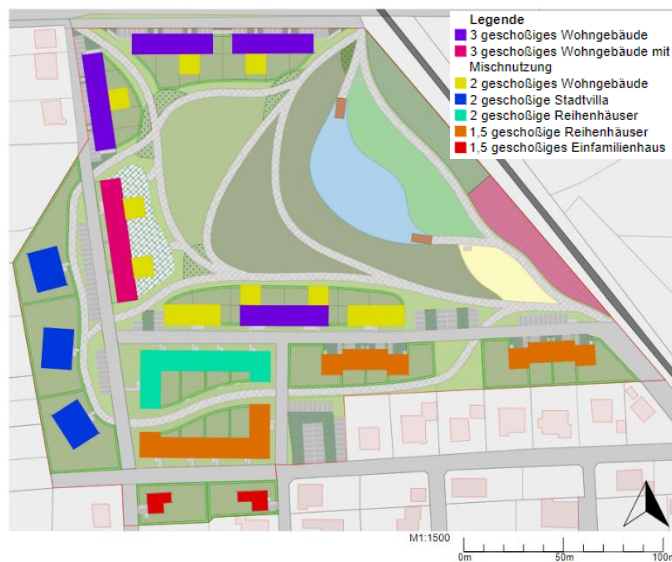 Legende
3 geschoßiges Wohngebäude
3 geschoßiges Wohngebäude mit
Mischnutzung
2 geschoßiges Wohngebäude
2 geschoßige Stadtvilla
2 geschoßige Reihenhäuser
1,5 geschoßige Reihenhäuser
1,5 geschoßiges Einfamilienhaus
M1:1500
0m 50m 100m